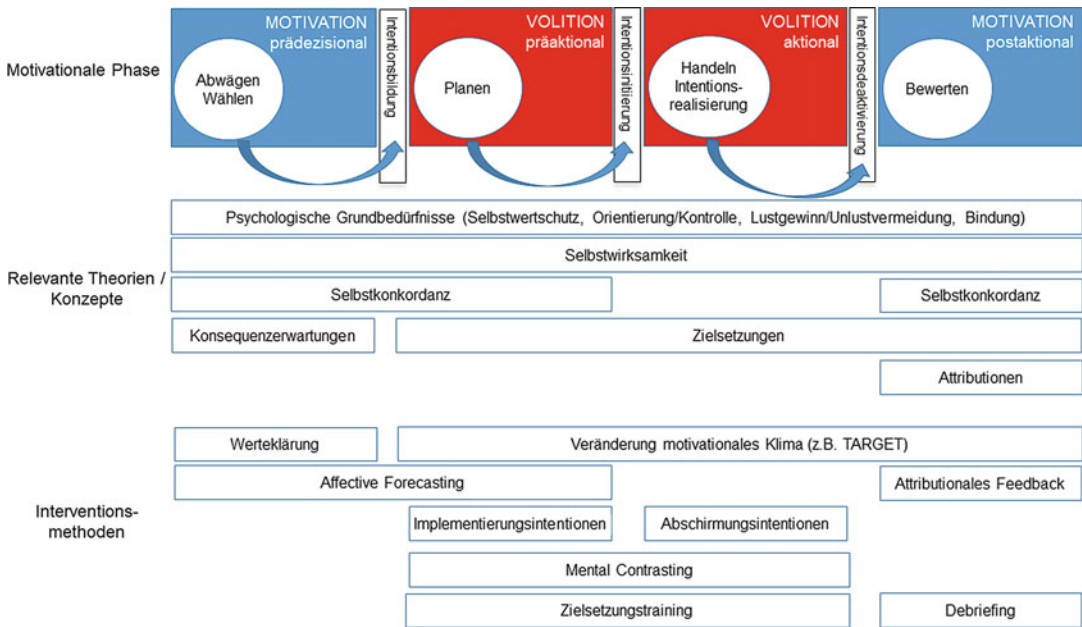 MOTIVATION
prädezisional
Abwägen
Wählen
Intentionsbildung
VOLITION
präaktional
Planen
Intentionsinitiierung
VOLITION
aktional
Handeln
Intentions-
realisierung
Intentionsdeaktivierung
MOTIVATION
postaktional
Bewerten
Motivationale Phase
Psychologische Grundbedürfnisse (Selbstwertschutz, Orientierung/Kontrolle, Lustgewinn/Unlustvermeidung, Bindung)
Selbstwirksamkeit
Relevante Theorien /
Konzepte
Selbstkonkordanz
Selbstkonkordanz
Konsequenzerwartungen
Zielsetzungen
Attributionen
Werteklärung
Veränderung motivationales Klima (z.B. TARGET)
Affective Forecasting
Attributionales Feedback
Interventions-
methoden
Implementierungsintentionen
Abschirmungsintentionen
Mental Contrasting
Zielsetzungstraining
Debriefing